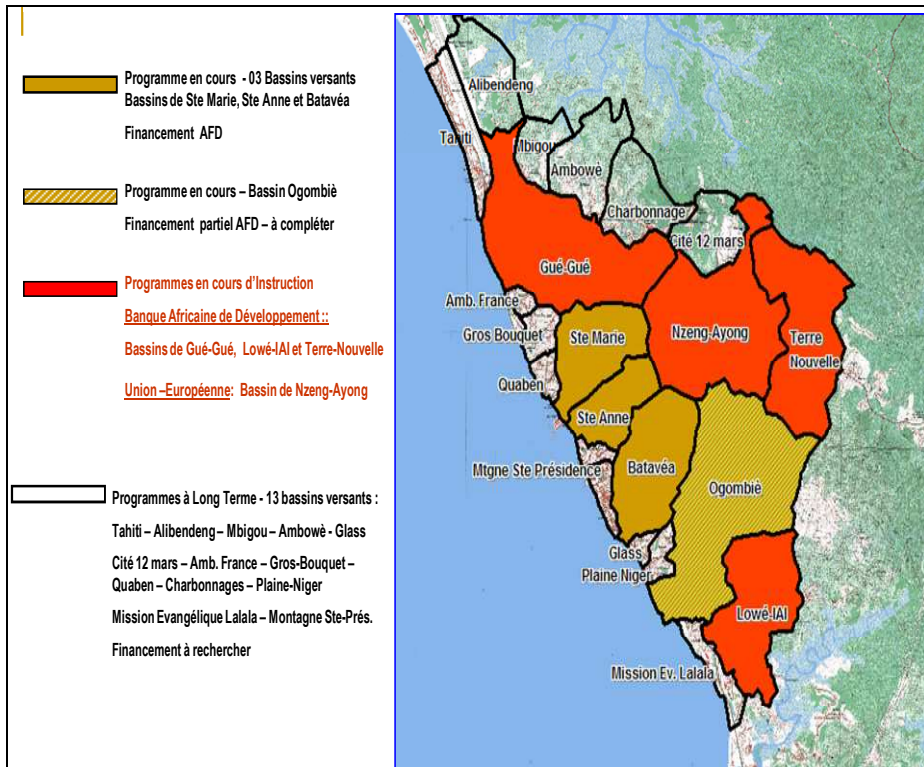 Programme en cours - 03 Bassins versants
Bassins de Ste Marie, Ste Anne et Batavéa
Financement AFD
Programme en cours – Bassin Ogombiè
Financement partiel AFD – à compléter
Programmes en cours d'Instruction
Banque Africaine de Développement ::
Bassins de Gué-Gué, Lowé-IAI et Terre-Nouvelle
Union –Européenne: Bassin de Nzeng-Ayong
Programmes à Long Terme - 13 bassins versants :
Tahiti – Alibendeng – Mbigou – Ambowè - Glass
Cité 12 mars – Amb. France – Gros-Bouquet –
Quaben – Charbonnages – Plaine-Niger
Mission Evangélique Lalala – Montagne Ste-Prés.
Financement à rechercher
Alibendeng
Tahiti
Mbigou
Ambowè
Charbonnage
Cité 12 mars
Gué-Gué
Amb. France
Gros Bouquet
Ste Marie
Nzeng-Ayong
Terre
Nouvelle
Quaben
Ste Anne
Mtgne Ste Présidence
Batavéa
Ogombiè
Glass
Plaine Niger
Lowé-IAI
Mission Ev. Lalala